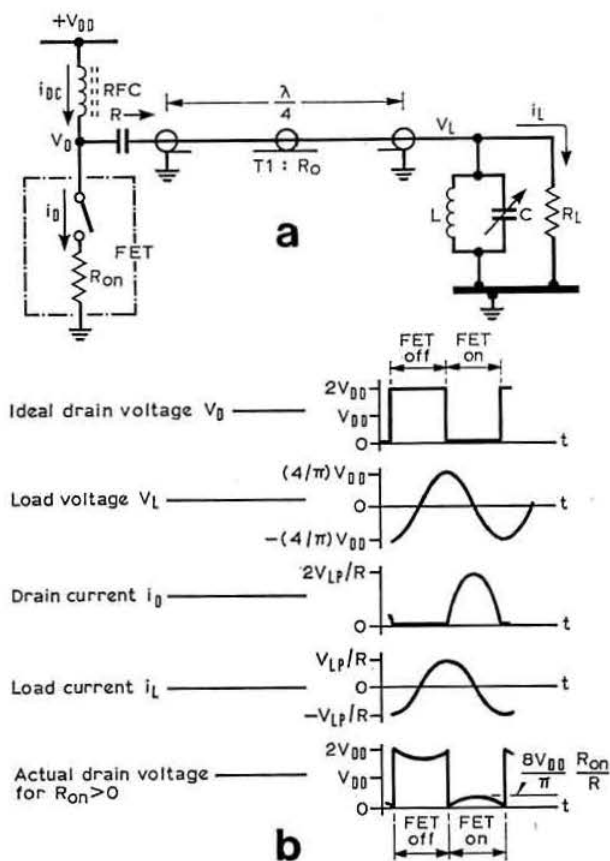 +VDD
iDC
RFC
R
λ/4
VD
VL
iL
T1 : Ro
iD
FET
Ron
L
C
RL
a
FET off
FET on
Ideal drain voltage VD
2VDD
VDD
0
t
Load voltage VL
(4/π)VDD
0
-(4/π)VDD
t
Drain current iD
2VLP/R
0
t
Load current iL
VLP/R
0
-VLP/R
t
Actual drain voltage
for Ron>0
2VDD
VDD
0
8VDD/π Ron/R
t
FET off
FET on
b